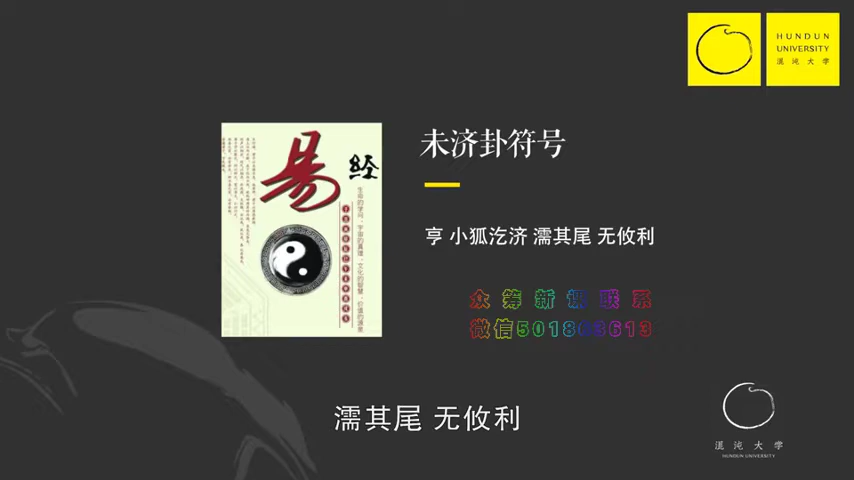 HUNDUN
UNIVERSITY
混沌大学
未济卦符号
易
经
亨 小狐汔济 濡其尾 无攸利
众筹新课联系
微信501863613
濡其尾 无攸利
混沌大学
HUNDUN UNIVERSITY